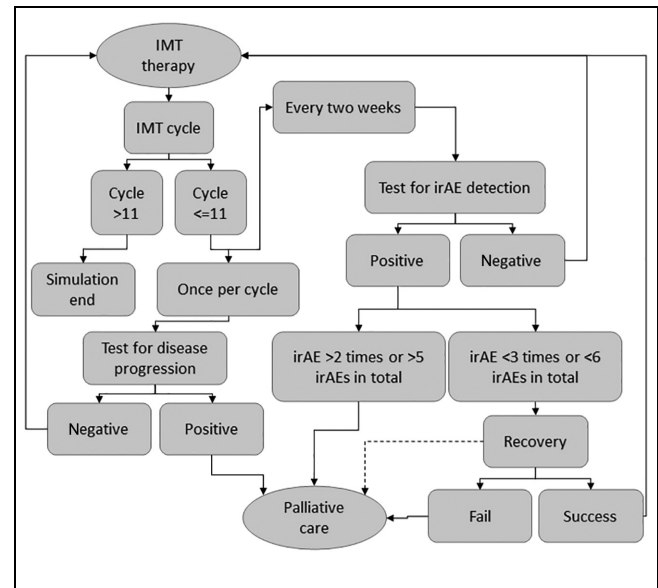 IMT
therapy
IMT cycle
Every two weeks
Cycle
>11
Cycle
<=11
Test for irAE detection
Positive
Negative
Simulation
end
Once per cycle
Test for disease
progression
irAE >2 times or >5
irAEs in total
irAE <3 times or <6
irAEs in total
Negative
Positive
Recovery
Palliative
care
Fail
Success